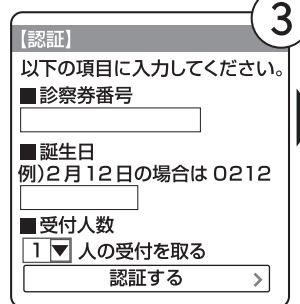 3
【認証】
以下の項目に入力してください。
■診察券番号
■誕生日
例)2月12日の場合は 0212
■受付人数
1▼ 人の受付を取る
認証する >